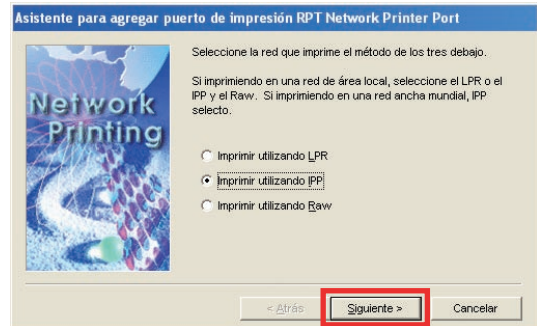 Asistente para agregar puerto de impresión RPT Network Printer Port
Seleccione la red que imprime el método de los tres debajo.
Si imprimiendo en una red de área local, seleccione el LPR o el
IPP y el Raw. Si imprimiendo en una red ancha mundial, IPP
selecto.
Network
Printing
Imprimir utilizando LPR
Imprimir utilizando IPP
Imprimir utilizando Raw
< Atrás
Siguiente >
Cancelar